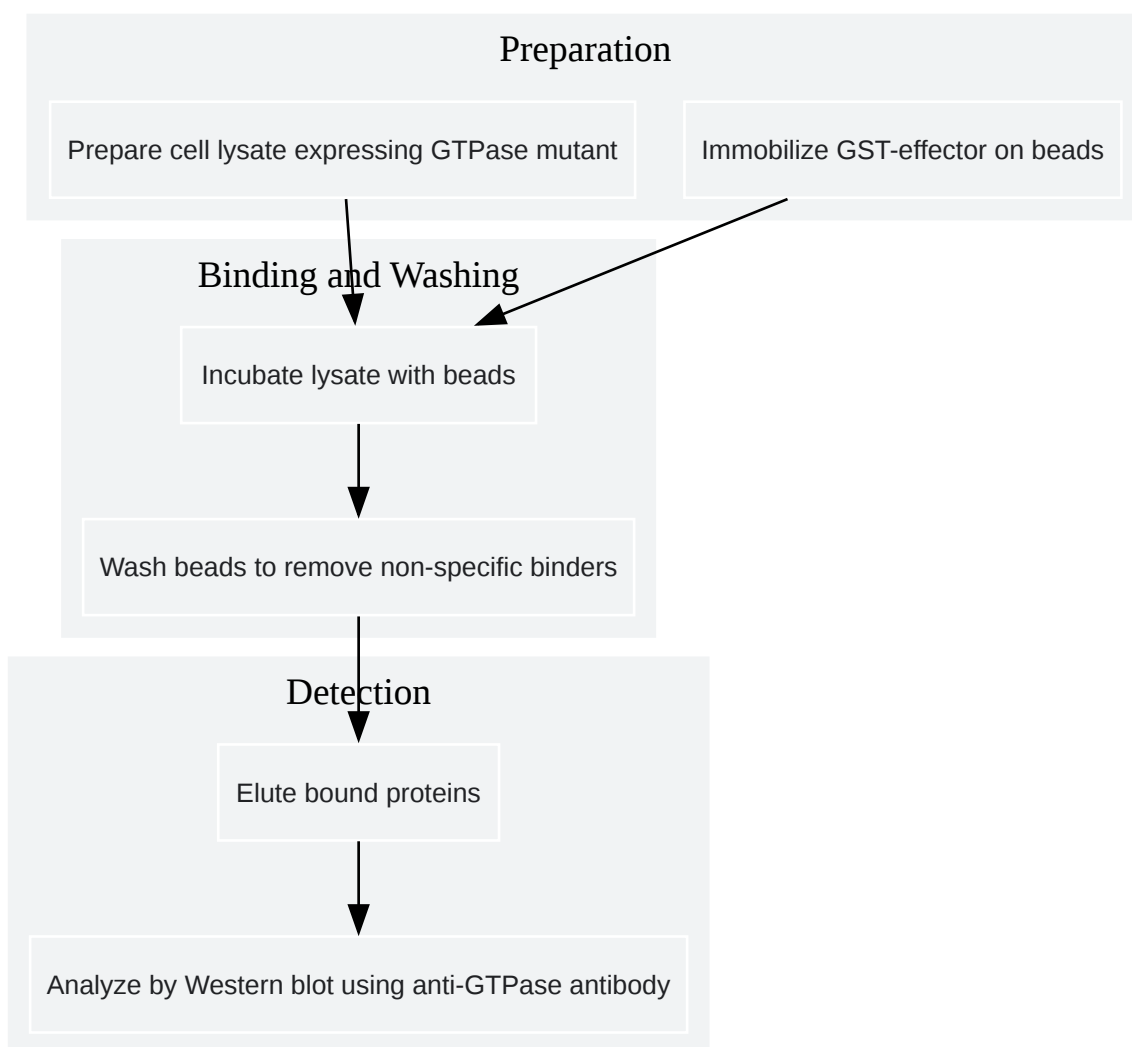 Preparation
Prepare cell lysate expressing GTPase mutant
Immobilize GST-effector on beads
Binding and Washing
Incubate lysate with beads
Wash beads to remove non-specific binders
Detection
Elute bound proteins
Analyze by Western blot using anti-GTPase antibody